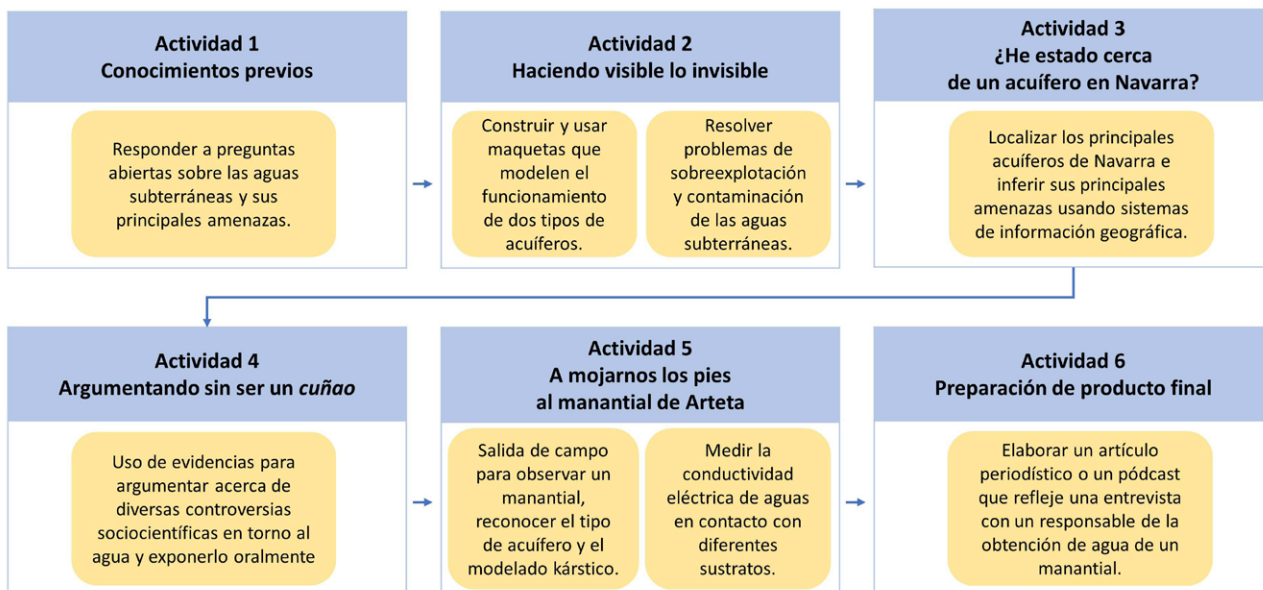 Actividad 1
Conocimientos previos
Responder a preguntas
abiertas sobre las aguas
subterráneas y sus
principales amenazas.
Actividad 2
Haciendo visible lo invisible
Construir y usar
maquetas que
modelen el
funcionamiento
de dos tipos de
acuíferos.
Resolver
problemas de
sobreexplotación
y contaminación
de las aguas
subterráneas.
Actividad 3
¿He estado cerca
de un acuífero en Navarra?
Localizar los principales
acuíferos de Navarra e
inferir sus principales
amenazas usando sistemas
de información geográfica.
Actividad 4
Argumentando sin ser un cuñao
Uso de evidencias para
argumentar acerca de
diversas controversias
sociocientíficas en torno al
agua y exponerlo oralmente
Actividad 5
A mojarnos los pies
al manantial de Arteta
Salida de campo
para observar un
manantial,
reconocer el tipo
de acuífero y el
modelado kárstico.
Medir la
conductividad
eléctrica de aguas
en contacto con
diferentes
sustratos.
Actividad 6
Preparación de producto final
Elaborar un artículo
periodístico o un pódcast
que refleje una entrevista
con un responsable de la
obtención de agua de un
manantial.